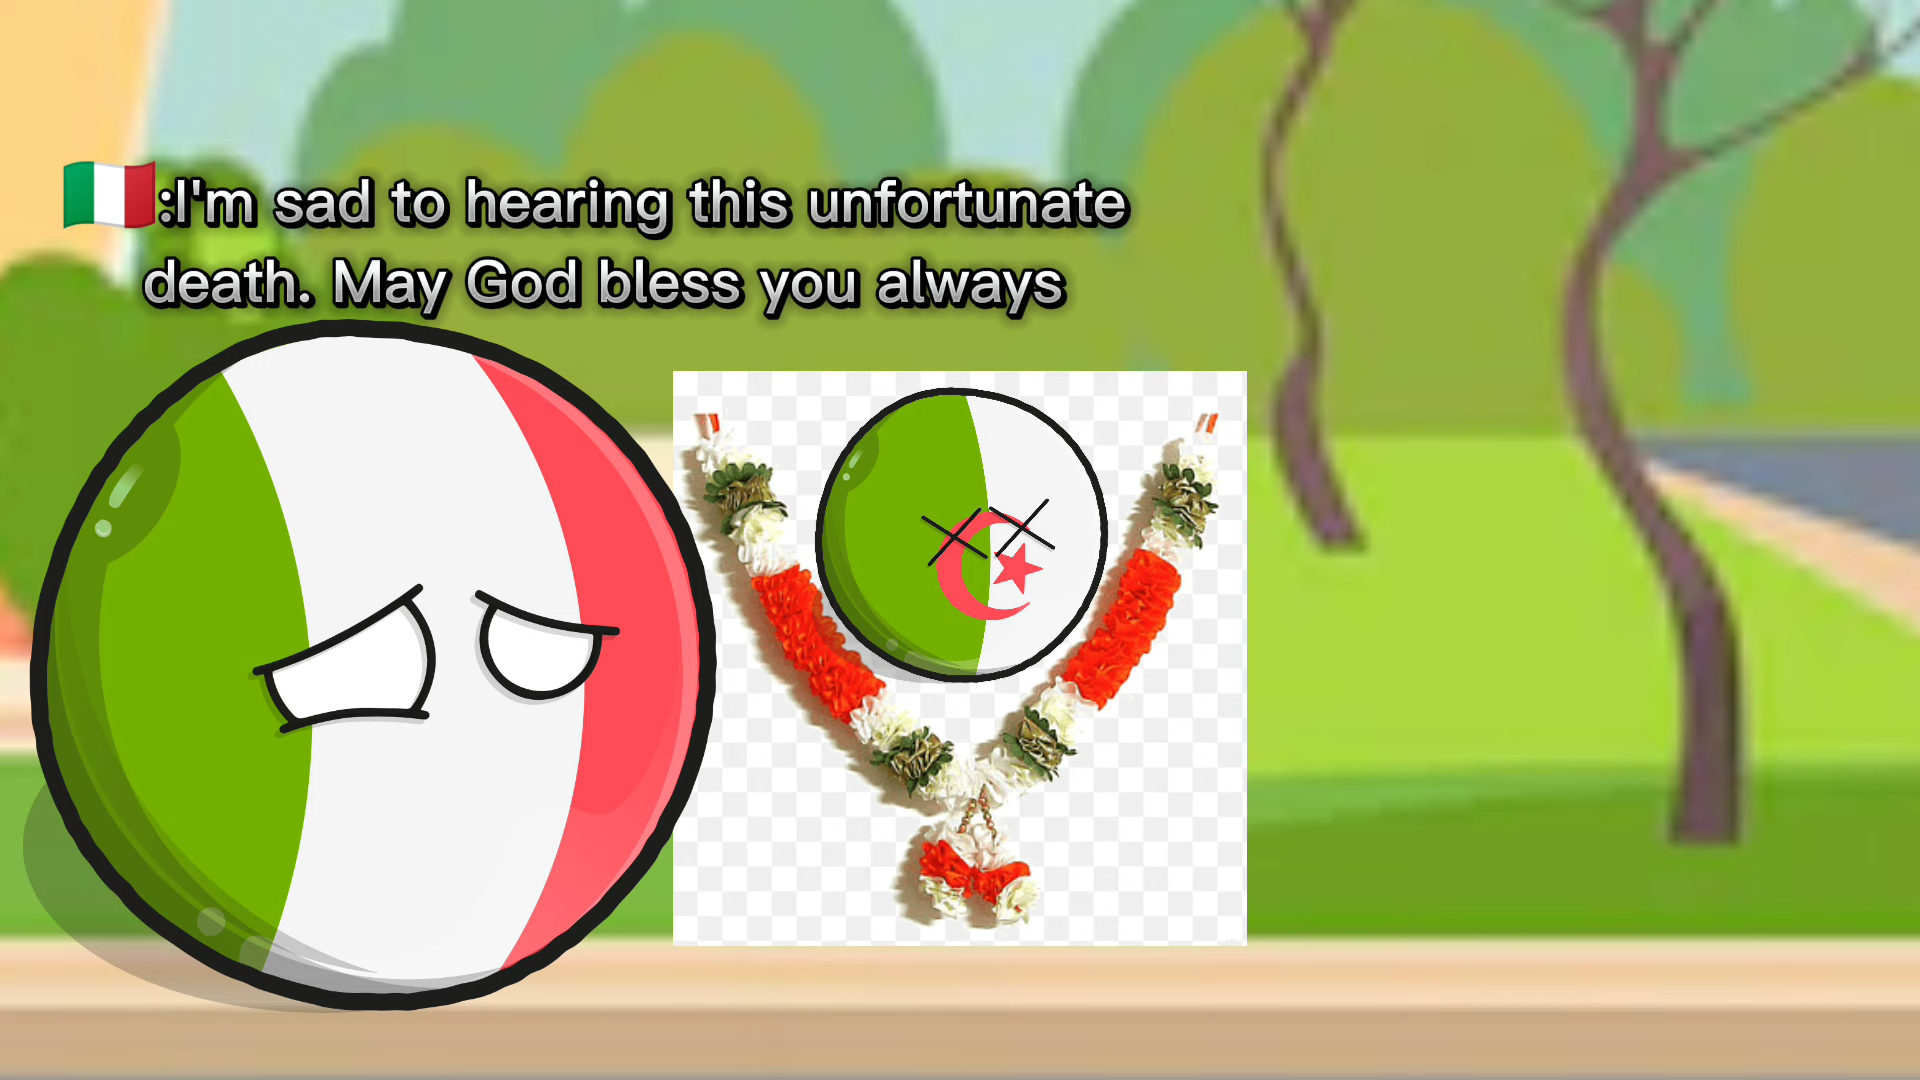 🇮🇹:I'm sad to hearing this unfortunate
death. May God bless you always